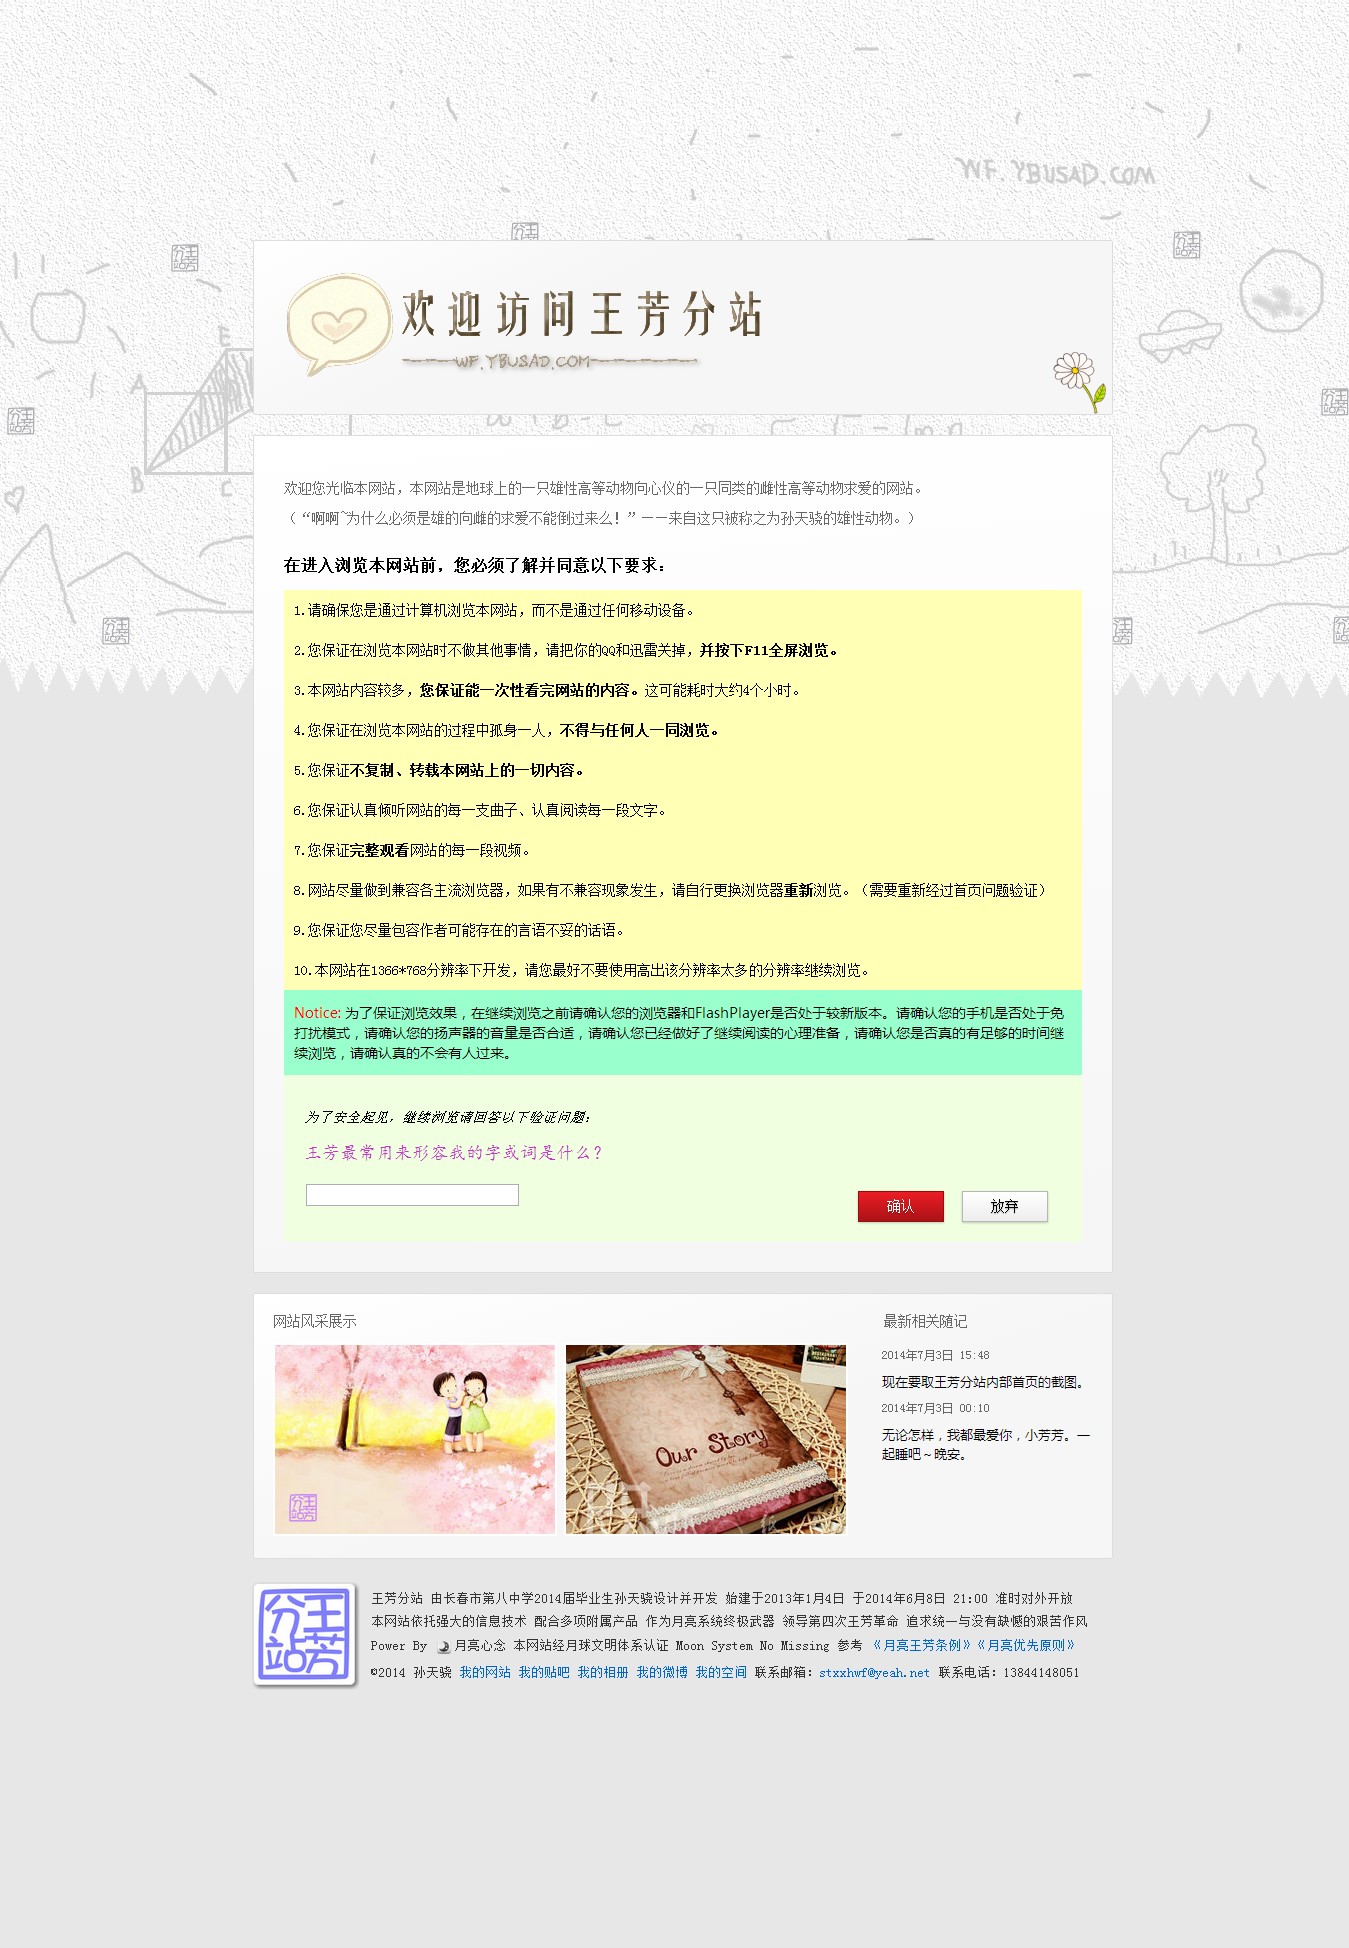 WF.YBUSAD.COM
欢迎访问王芳分站
WF.YBUSAD.COM
E
A
B
C
欢迎您光临本网站，本网站是地球上的一只雄性高等动物向心仪的一只同类的雌性高等动物求爱的网站。
（“啊啊~为什么必须是雄的向雌的求爱不能倒过来么！”——来自这只被称之为孙天骁的雄性动物。）
在进入浏览本网站前，您必须了解并同意以下要求：
1.请确保您是通过计算机浏览本网站，而不是通过任何移动设备。
2.您保证在浏览本网站时不做其他事情，请把你的QQ和迅雷关掉，并按下F11全屏浏览。
3.本网站内容较多，您保证能一次性看完网站的内容。这可能耗时大约4个小时。
4.您保证在浏览本网站的过程中孤身一人，不得与任何人一同浏览。
5.您保证不复制、转载本网站上的一切内容。
6.您保证认真倾听网站的每一支曲子、认真阅读每一段文字。
7.您保证完整观看网站的每一段视频。
8.网站尽量做到兼容各主流浏览器，如果有不兼容现象发生，请自行更换浏览器重新浏览。（需要重新经过首页问题验证）
9.您保证您尽量包容作者可能存在的言语不妥的话语。
10.本网站在1366*768分辨率下开发，请您最好不要使用高出该分辨率太多的分辨率继续浏览。
Notice: 为了保证浏览效果，在继续浏览之前请确认您的浏览器和FlashPlayer是否处于较新版本。请确认您的手机是否处于免
打扰模式，请确认您的扬声器的音量是否合适，请确认您已经做好了继续阅读的心理准备，请确认您是否真的有足够的时间继
续浏览，请确认真的不会有人过来。
为了安全起见，继续浏览请回答以下验证问题：
王芳最常用来形容我的字或词是什么？
确认
放弃
网站风采展示
最新相关随记
2014年7月3日 15:48
现在要取王芳分站内部首页的截图。
2014年7月3日 00:10
无论怎样，我都最爱你，小芳芳。一
起睡吧～晚安。
Our Story
王芳分站
王芳分站 由长春市第八中学2014届毕业生孙天骁设计并开发 始建于2013年1月4日 于2014年6月8日 21:00 准时对外开放
本网站依托强大的信息技术 配合多项附属产品 作为月亮系统终极武器 领导第四次王芳革命 追求统一与没有缺憾的艰苦作风
Power By 月亮心念 本网站经月球文明体系认证 Moon System No Missing 参考 《月亮王芳条例》《月亮优先原则》
©2014 孙天骁 我的网站 我的贴吧 我的相册 我的微博 我的空间 联系邮箱：stxxhwf@yeah.net 联系电话：13844148051